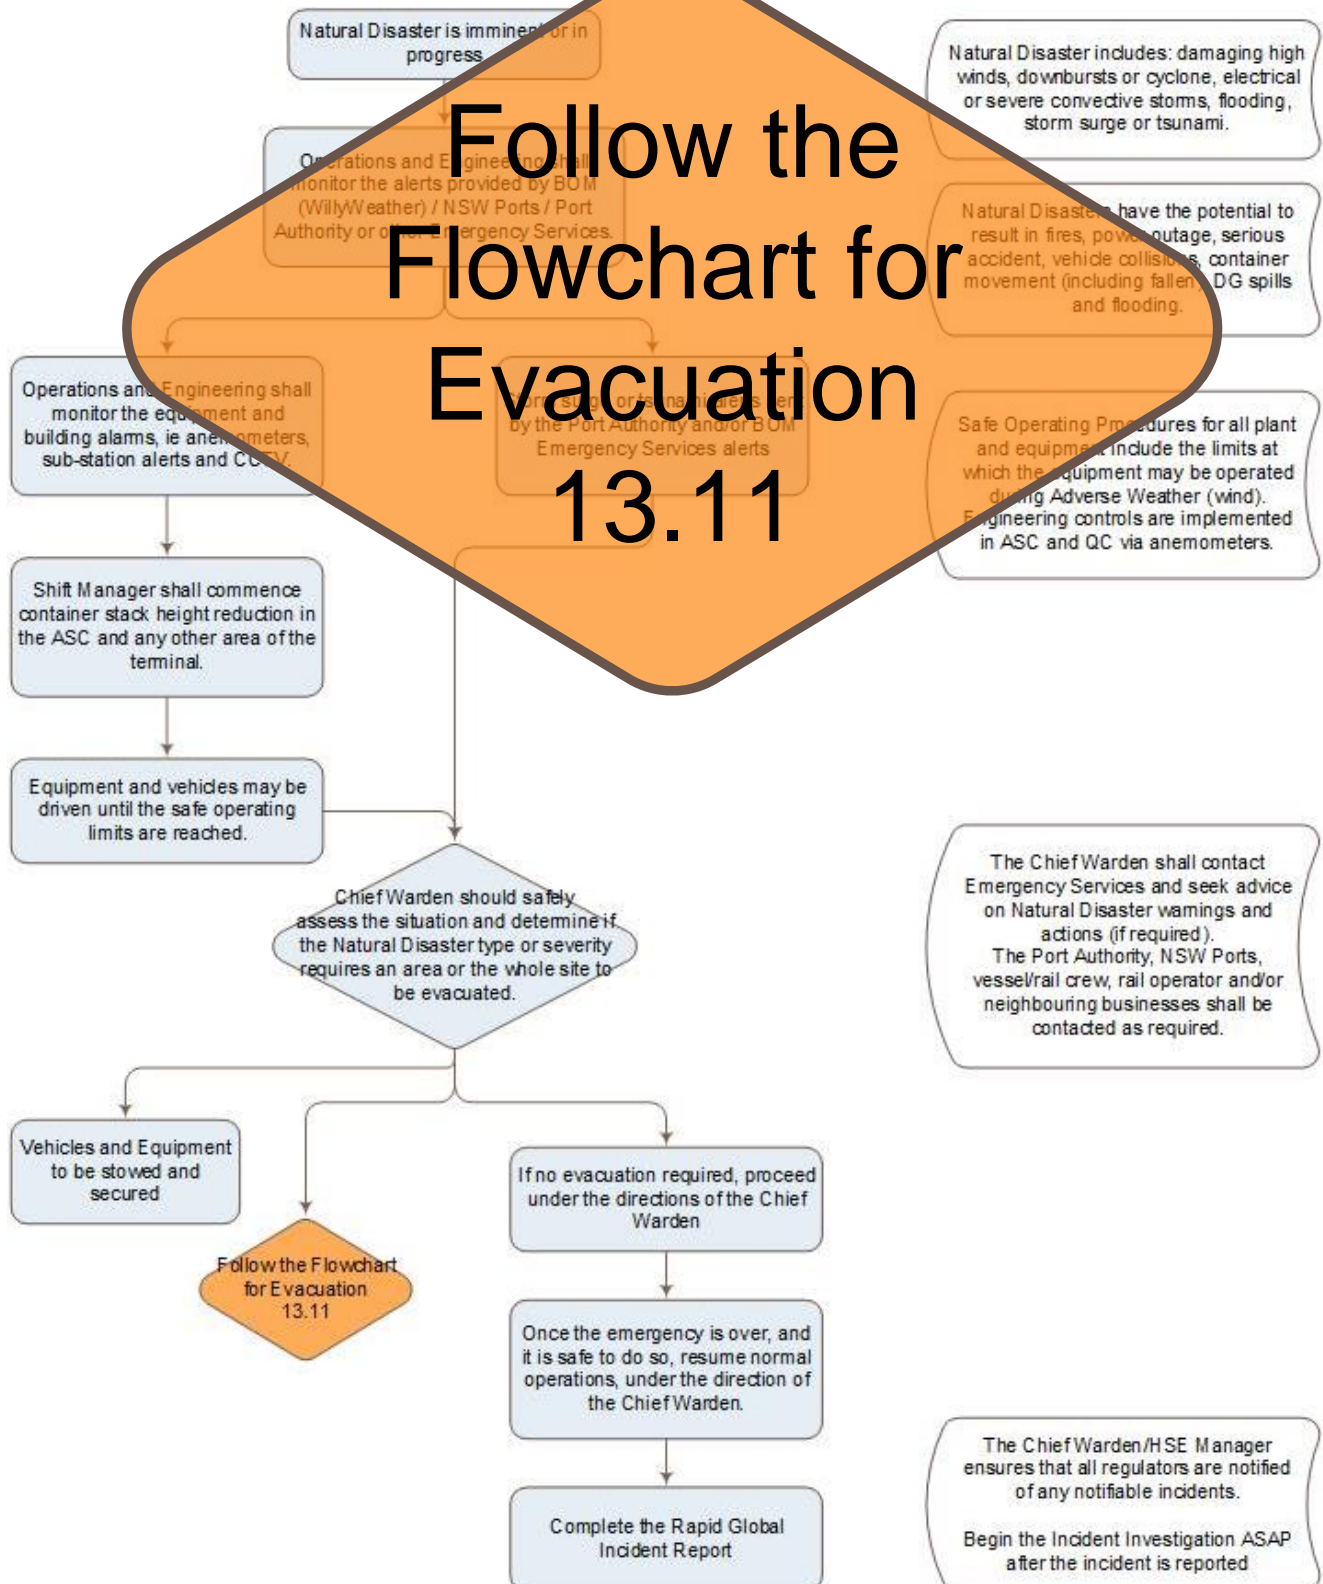 Natural Disaster is imminent or in
progress
Natural Disaster includes: damaging high
winds, downbursts or cyclone, electrical
or severe convective storms, flooding,
storm surge or tsunami.
Follow the
Flowchart for
Evacuation
13.11
Operations and Engineering shall
monitor the alerts provided by BOM
(WillyWeather) / NSW Ports / Port
Authority or other Emergency Services.
Natural Disasters have the potential to
result in fires, power outage, serious
accident, vehicle collisions, container
movement (including fallen), DG spills
and flooding.
Operations and Engineering shall
monitor the equipment and
building alarms, ie anemometers,
sub-station alerts and CCTV.
Storm surge or tsunami alerts sent
by the Port Authority and/or BOM
Emergency Services alerts
Safe Operating Procedures for all plant
and equipment include the limits at
which the equipment may be operated
during Adverse Weather (wind).
Engineering controls are implemented
in ASC and QC via anemometers.
Shift Manager shall commence
container stack height reduction in
the ASC and any other area of the
terminal.
Equipment and vehicles may be
driven until the safe operating
limits are reached.
Chief Warden should safely
assess the situation and determine if
the Natural Disaster type or severity
requires an area or the whole site to
be evacuated.
The Chief Warden shall contact
Emergency Services and seek advice
on Natural Disaster warnings and
actions (if required).
The Port Authority, NSW Ports,
vessel/rail crew, rail operator and/or
neighbouring businesses shall be
contacted as required.
Vehicles and Equipment
to be stowed and
secured
Follow the Flowchart
for Evacuation
13.11
If no evacuation required, proceed
under the directions of the Chief
Warden
Once the emergency is over, and
it is safe to do so, resume normal
operations, under the direction of
the Chief Warden.
Complete the Rapid Global
Incident Report
The Chief Warden/HSE Manager
ensures that all regulators are notified
of any notifiable incidents.
Begin the Incident Investigation ASAP
after the incident is reported